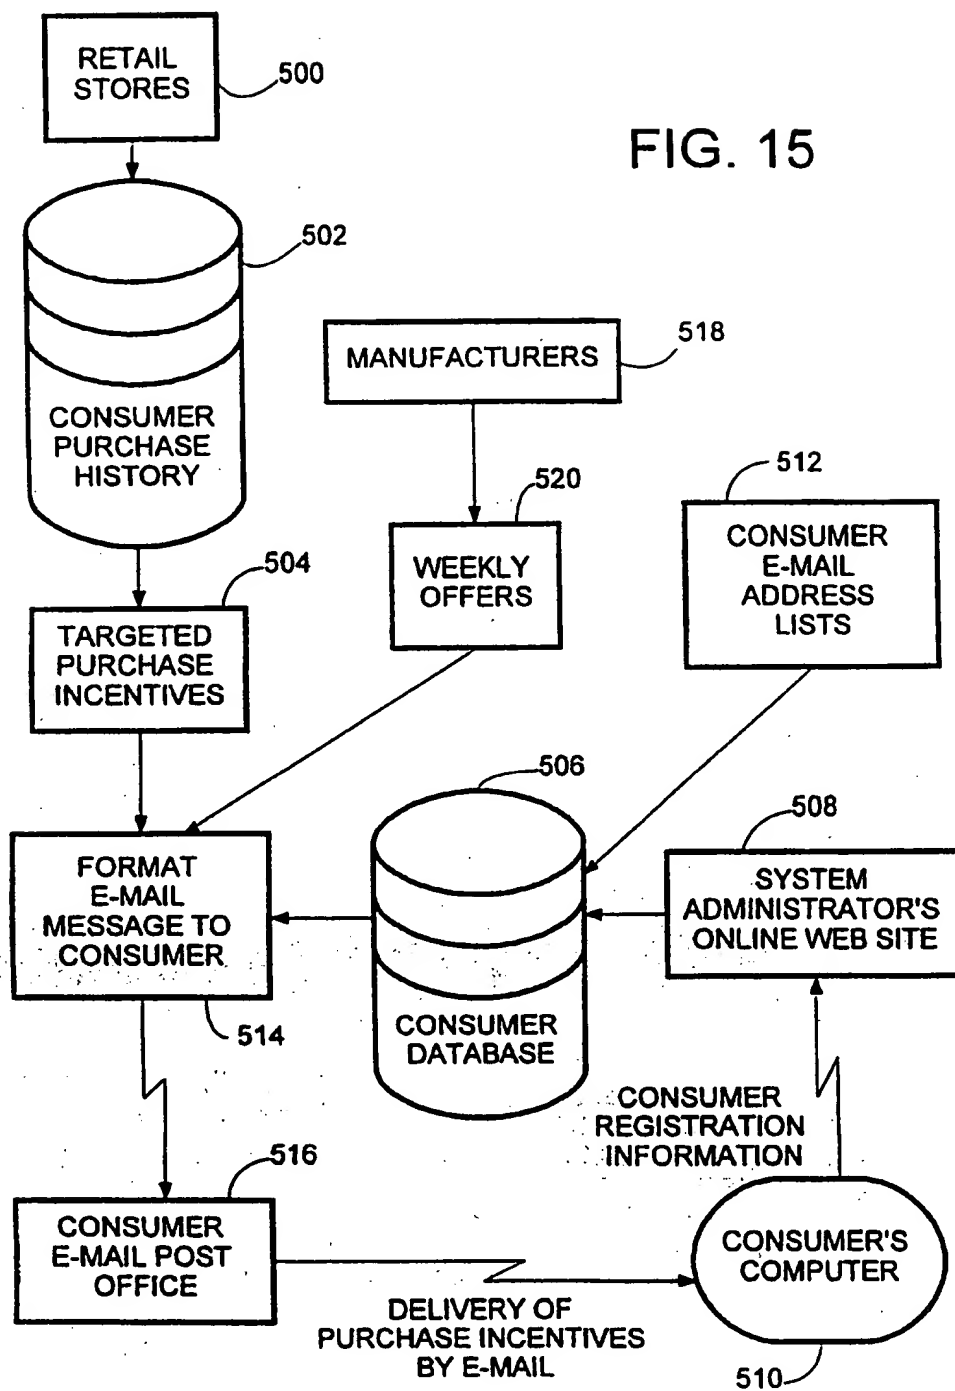 RETAIL
STORES
500
FIG. 15
502
CONSUMER
PURCHASE
HISTORY
MANUFACTURERS
518
520
WEEKLY
OFFERS
512
CONSUMER
E-MAIL
ADDRESS
LISTS
504
TARGETED
PURCHASE
INCENTIVES
506
CONSUMER
DATABASE
508
SYSTEM
ADMINISTRATOR'S
ONLINE WEB SITE
FORMAT
E-MAIL
MESSAGE TO
CONSUMER
514
CONSUMER
REGISTRATION
INFORMATION
516
CONSUMER
E-MAIL POST
OFFICE
DELIVERY OF
PURCHASE INCENTIVES
BY E-MAIL
CONSUMER'S
COMPUTER
510